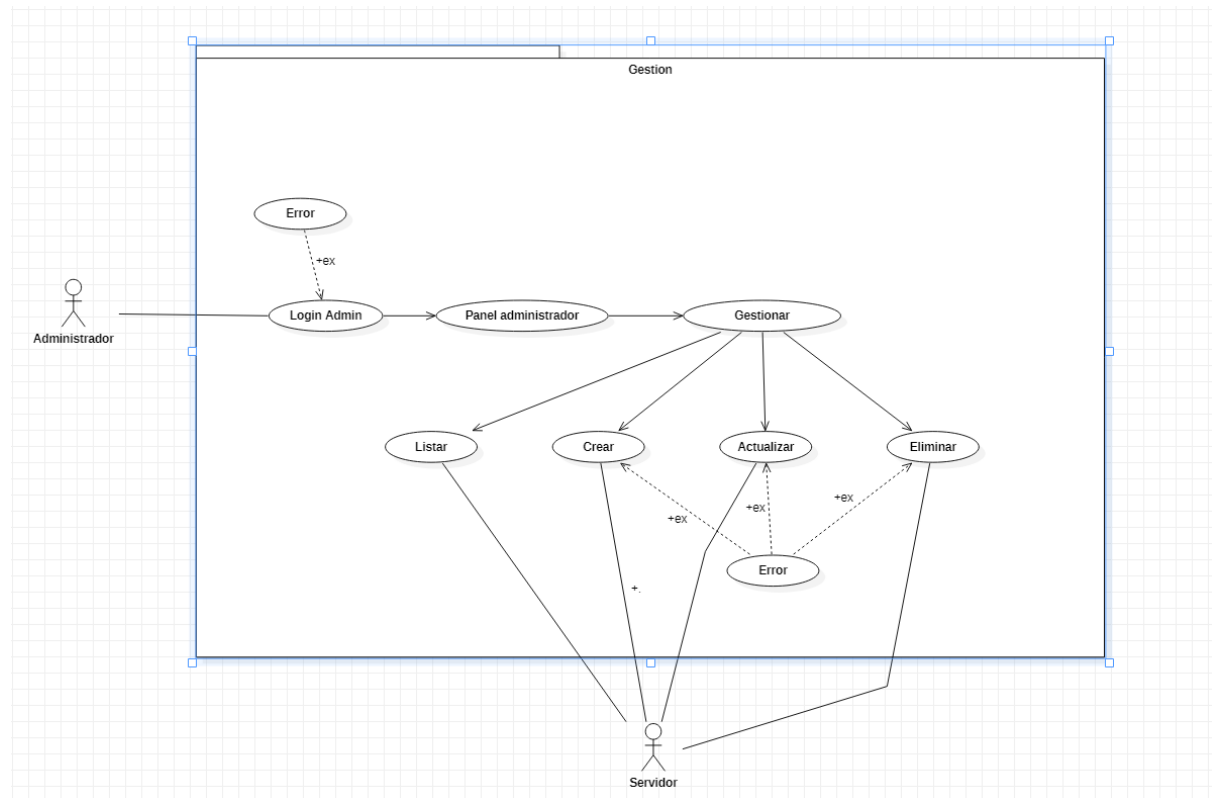 Gestion
Error
+ex
Administrador
Login Admin
Panel administrador
Gestionar
Listar
Crear
Actualizar
Eliminar
+ex
+ex
+ex
Error
+.
Servidor